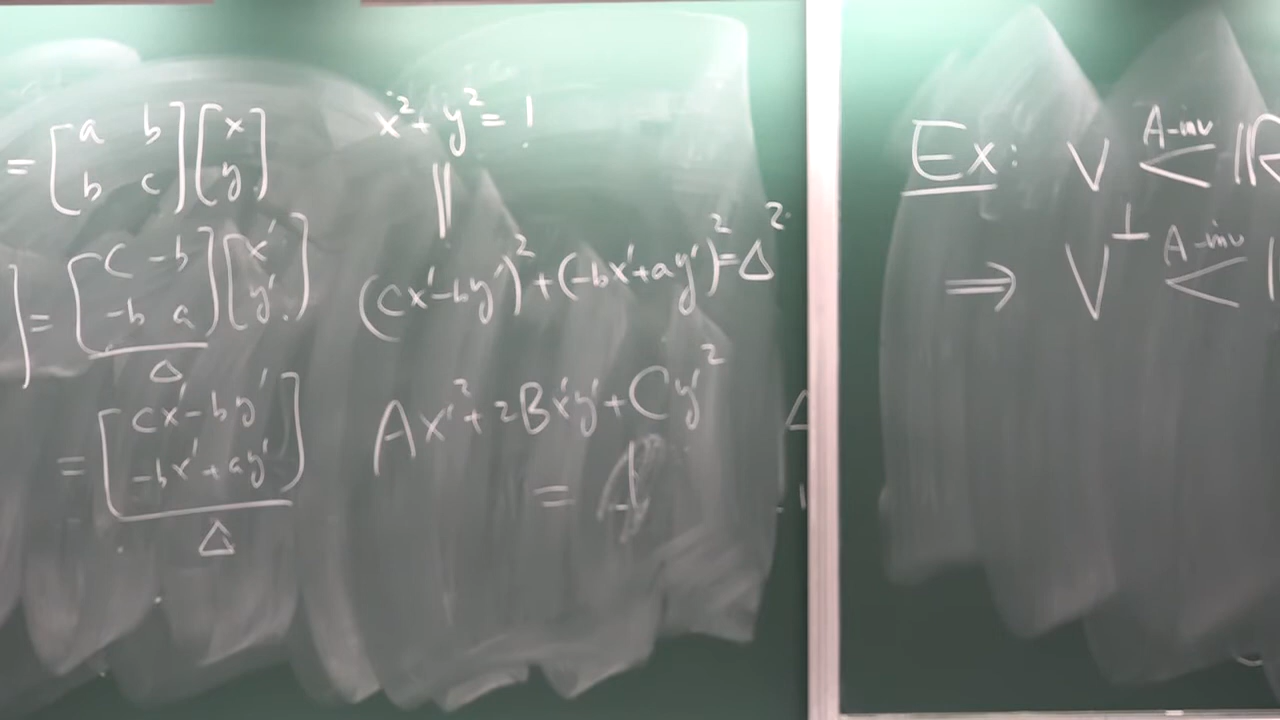 = [a b; b c] [x; y]
x² + y² = 1
||
] = [c -b; -b a] [x'; y'] / Δ
(cx'-by')² + (-bx'+ay')² = Δ²
= [cx'-by'; -bx'+ay'] / Δ
Ax'² + 2Bx'y' + Cy'²
=
Δ
Ex: V A-inv < ℝ
⟹ V⊥ A-inv <